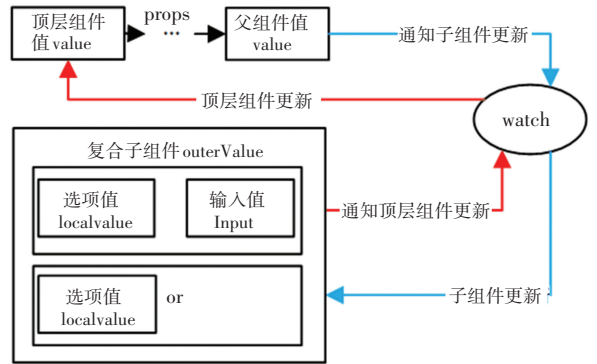 顶层组件
值value
props
...
父组件值
value
通知子组件更新
顶层组件更新
watch
复合子组件outerValue
选项值
localvalue
输入值
Input
通知顶层组件更新
选项值
localvalue
or
子组件更新